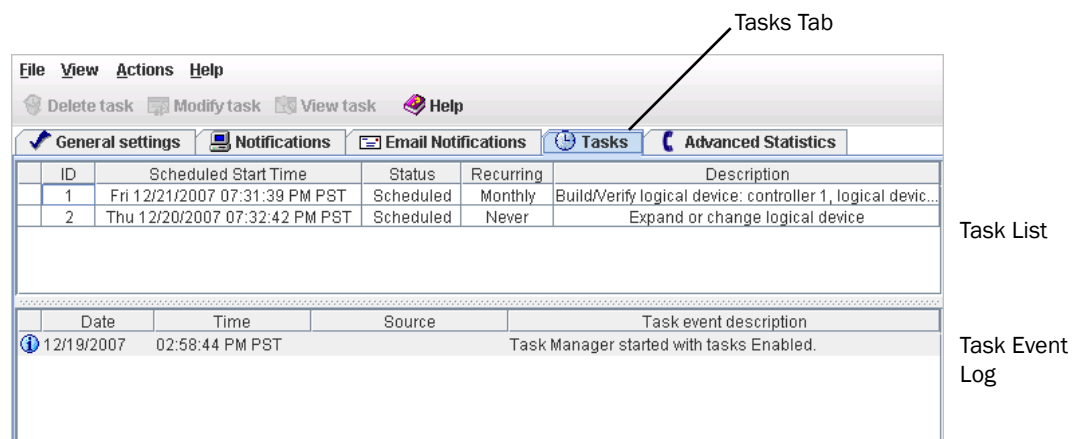 Tasks Tab
File View Actions Help
Delete task Modify task View task Help
General settings Notifications Email Notifications Tasks Advanced Statistics
ID Scheduled Start Time Status Recurring Description
1 Fri 12/21/2007 07:31:39 PM PST Scheduled Monthly Build/Verify logical device: controller 1, logical devic...
2 Thu 12/20/2007 07:32:42 PM PST Scheduled Never Expand or change logical device
Task List
Date Time Source Task event description
12/19/2007 02:58:44 PM PST Task Manager started with tasks Enabled.
Task Event
Log